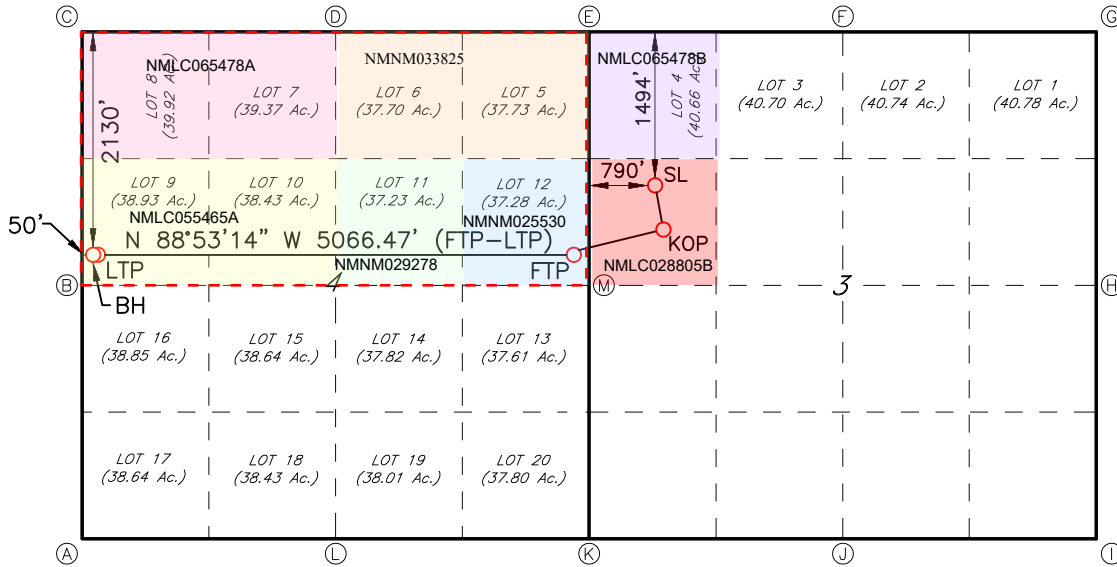 C
D
E
F
G
NMLC065478A
NMNM033825
NMLC065478B
LOT 8
(39.92 Ac.)
LOT 7
(39.37 Ac.)
LOT 6
(37.70 Ac.)
LOT 5
(37.73 Ac.)
1494'
LOT 4
(40.66 Ac.)
LOT 3
(40.70 Ac.)
LOT 2
(40.74 Ac.)
LOT 1
(40.78 Ac.)
2130'
LOT 9
(38.93 Ac.)
LOT 10
(38.43 Ac.)
LOT 11
(37.23 Ac.)
LOT 12
(37.28 Ac.)
790'
SL
NMLC055465A
NMNM025530
50'
N 88°53'14" W 5066.47' (FTP-LTP)
KOP
LTP
NMNM029278
FTP
NMLC028805B
B
4
M
3
H
BH
LOT 16
(38.85 Ac.)
LOT 15
(38.64 Ac.)
LOT 14
(37.82 Ac.)
LOT 13
(37.61 Ac.)
LOT 17
(38.64 Ac.)
LOT 18
(38.43 Ac.)
LOT 19
(38.01 Ac.)
LOT 20
(37.80 Ac.)
A
L
K
J
I